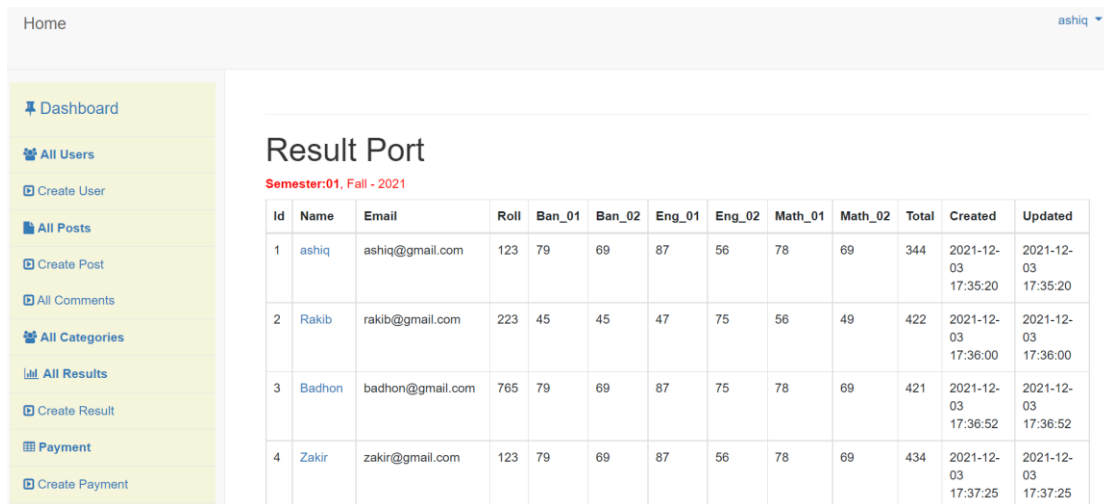 Home
ashiq
Dashboard
All Users
Create User
All Posts
Create Post
All Comments
All Categories
All Results
Create Result
Payment
Create Payment
Result Port
Semester:01, Fall - 2021
Id Name Email Roll Ban_01 Ban_02 Eng_01 Eng_02 Math_01 Math_02 Total Created Updated
1 ashiq ashiq@gmail.com 123 79 69 87 56 78 69 344 2021-12- 2021-12-
03 03
17:35:20 17:35:20
2 Rakib rakib@gmail.com 223 45 45 47 75 56 49 422 2021-12- 2021-12-
03 03
17:36:00 17:36:00
3 Badhon badhon@gmail.com 765 79 69 87 75 78 69 421 2021-12- 2021-12-
03 03
17:36:52 17:36:52
4 Zakir zakir@gmail.com 123 79 69 87 56 78 69 434 2021-12- 2021-12-
03 03
17:37:25 17:37:25